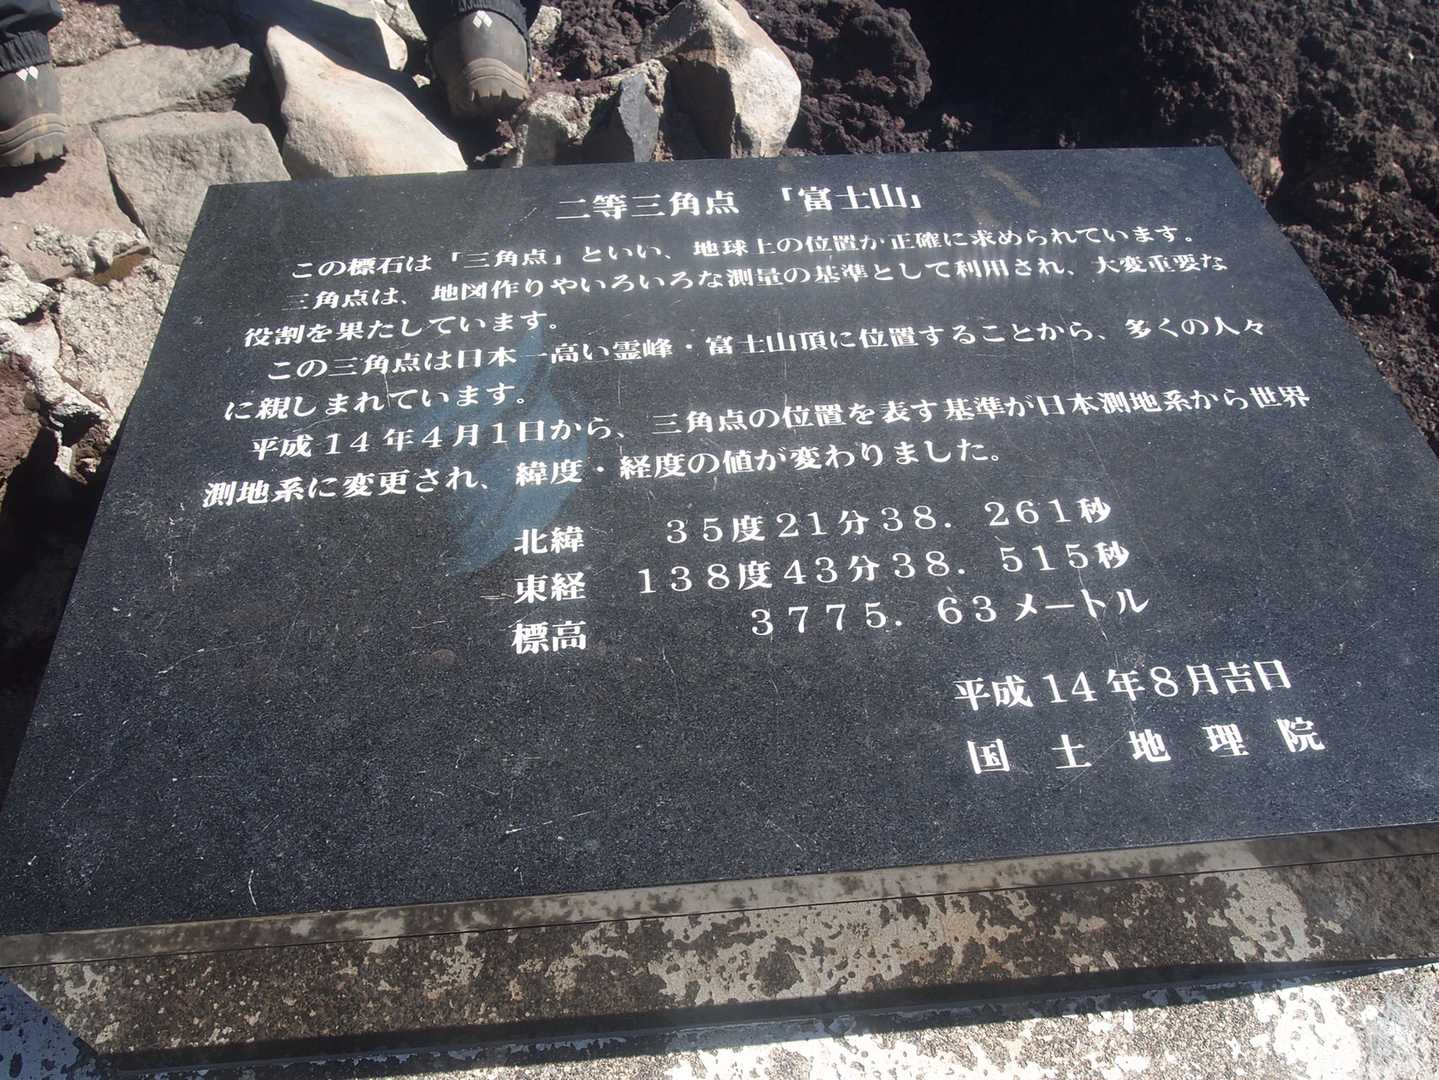 二等三角点 「富士山」
この標石は「三角点」といい、地球上の位置が正確に求められています。
三角点は、地図作りやいろいろな測量の基準として利用され、大変重要な
役割を果たしています。
この三角点は日本一高い霊峰・富士山頂に位置することから、多くの人々
に親しまれています。
平成14年4月1日から、三角点の位置を表す基準が日本測地系から世界
測地系に変更され、緯度・経度の値が変わりました。
北緯 35度21分38.261秒
東経 138度43分38.515秒
標高 3775.63メートル
平成14年8月吉日
国土地理院